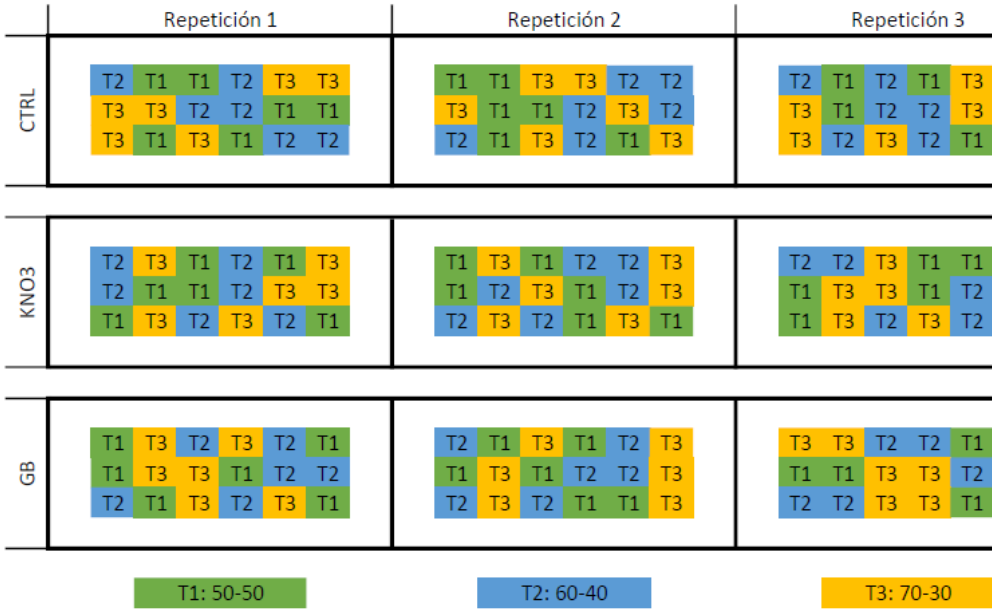 Repetición 1 Repetición 2 Repetición 3
CTRL
T2 T1 T1 T2 T3 T3 T1 T1 T3 T3 T2 T2 T2 T1 T2 T1 T3
T3 T3 T2 T2 T1 T1 T3 T1 T1 T2 T3 T2 T3 T1 T2 T2 T3
T3 T1 T3 T1 T2 T2 T2 T1 T3 T2 T1 T3 T3 T2 T3 T2 T1
KNO3
T2 T3 T1 T2 T1 T3 T1 T3 T1 T2 T2 T3 T2 T2 T3 T1 T1
T2 T1 T1 T2 T3 T3 T1 T2 T3 T1 T2 T3 T1 T3 T3 T1 T2
T1 T3 T2 T3 T2 T1 T2 T3 T2 T1 T3 T1 T1 T3 T2 T3 T2
GB
T1 T3 T2 T3 T2 T1 T2 T1 T3 T1 T2 T3 T3 T3 T2 T2 T1
T1 T3 T3 T1 T2 T2 T1 T3 T1 T2 T2 T3 T1 T1 T3 T3 T2
T2 T1 T3 T2 T3 T1 T2 T3 T2 T1 T1 T3 T2 T2 T3 T3 T1
T1: 50-50 T2: 60-40 T3: 70-30